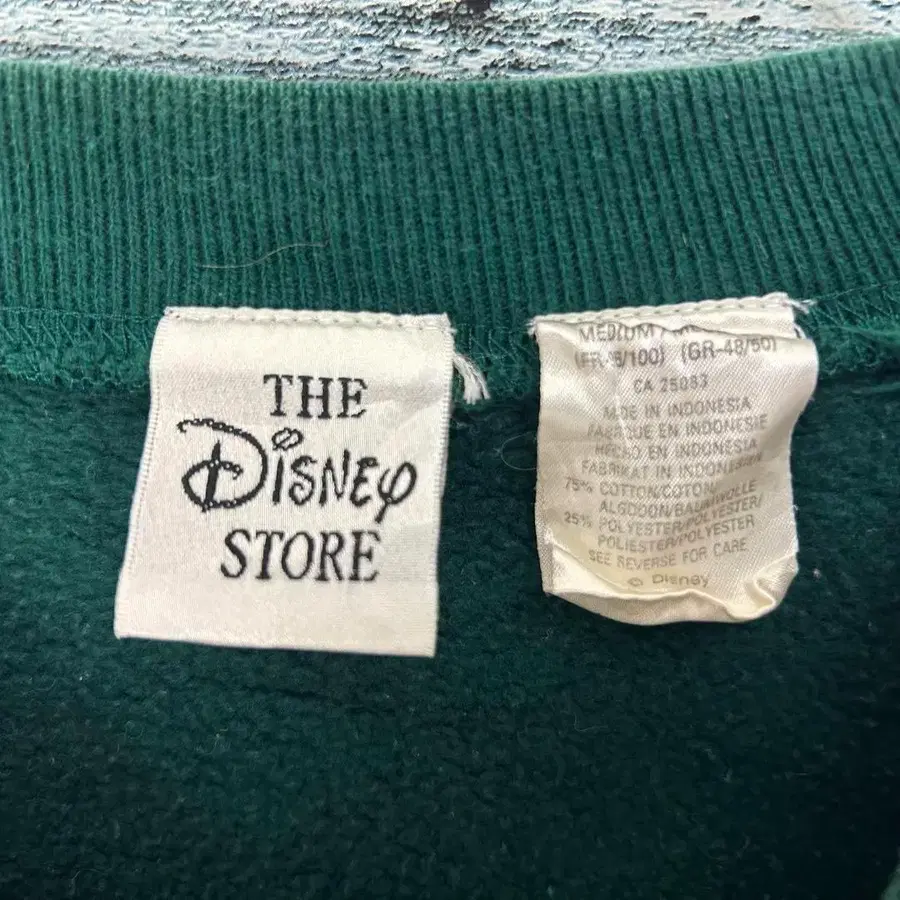 THE
Disney
STORE
MEDIUM
(GR-48/50)
CA 25083
MADE IN INDONESIA
FABRIQUE EN INDONESIE
HECHO EN INDONESIA
FABRIKAT IN INDONESIEN
75% COTTON/COTON/
ALGODON/BAUMWOLLE
25% POLYESTER/POLYESTER/
POLIESTER/POLYESTER
SEE REVERSE FOR CARE
© Disney